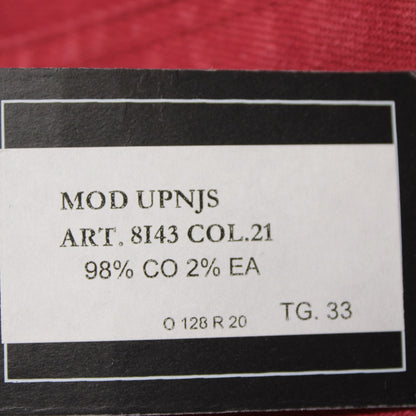 MOD UPNJS
ART. 8I43 COL.21
98% CO 2% EA
O 128 R 20 TG. 33